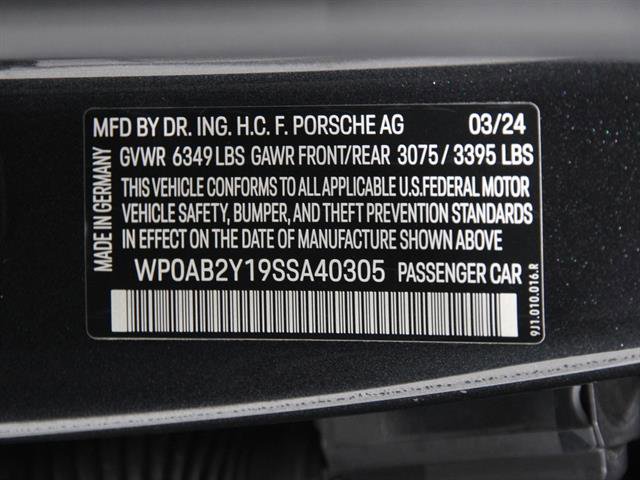 MFD BY DR. ING. H.C. F. PORSCHE AG 03/24
GVWR 6349 LBS GAWR FRONT/REAR 3075 / 3395 LBS
THIS VEHICLE CONFORMS TO ALL APPLICABLE U.S.FEDERAL MOTOR
VEHICLE SAFETY, BUMPER, AND THEFT PREVENTION STANDARDS
IN EFFECT ON THE DATE OF MANUFACTURE SHOWN ABOVE
WP0AB2Y19SSA40305 PASSENGER CAR
MADE IN GERMANY
9J1.010.016.R